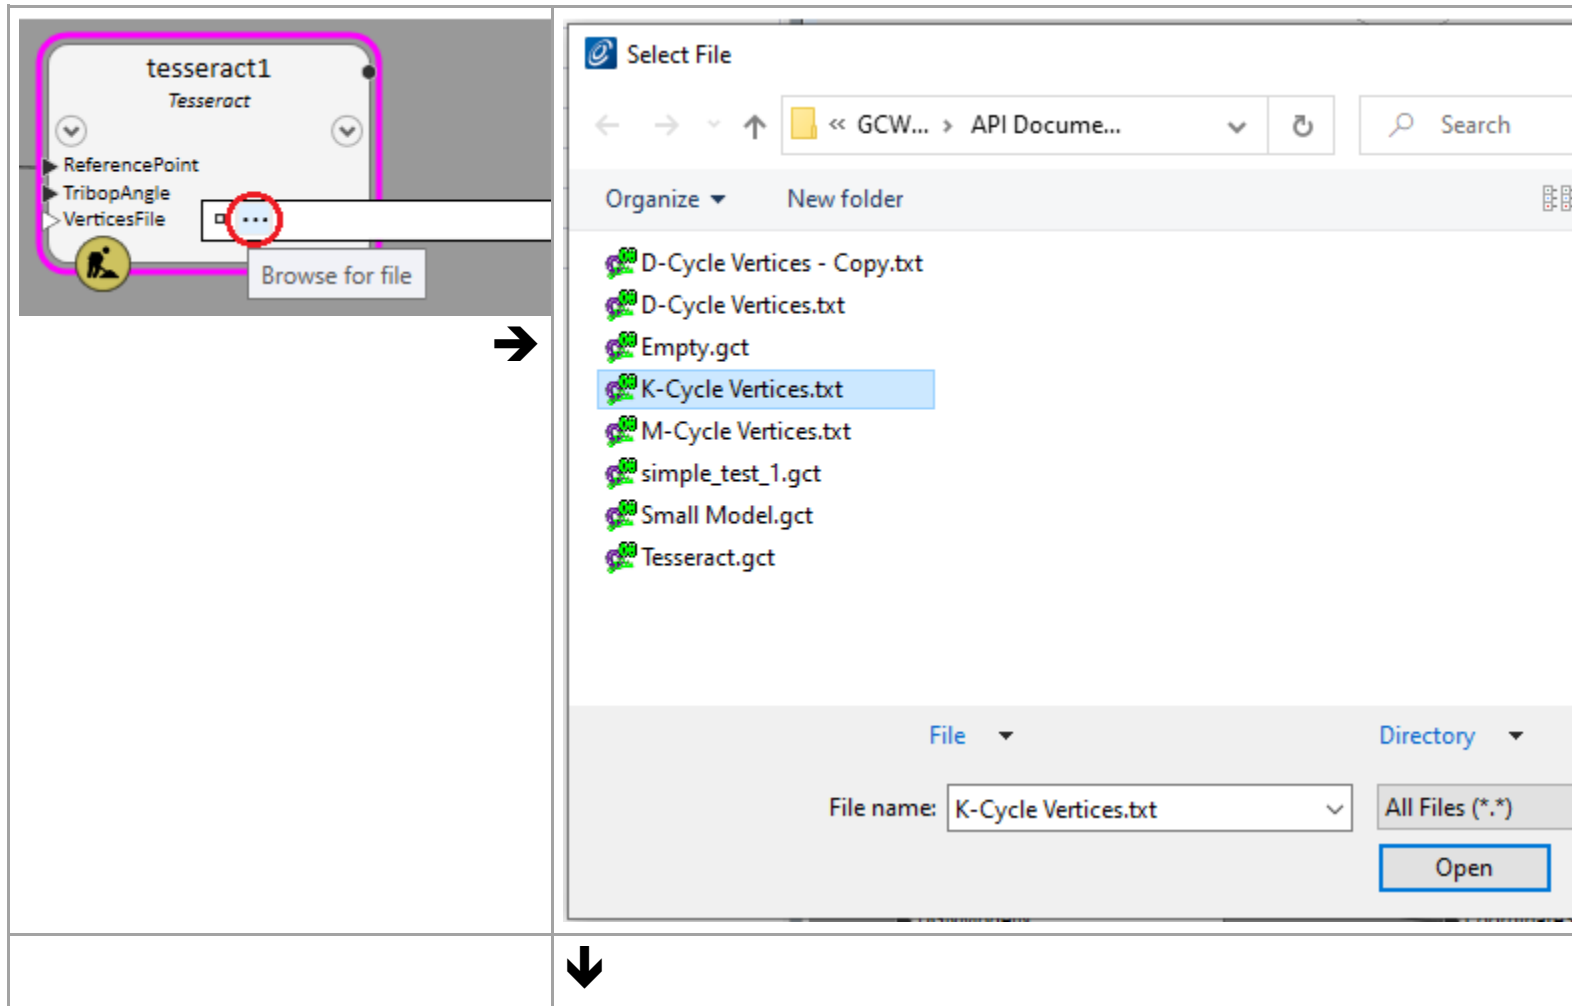 tesseract1
Tesseract
ReferencePoint
TribopAngle
VerticesFile
...
Browse for file
Select File
« GCW... › API Docume...
Search
Organize
New folder
D-Cycle Vertices - Copy.txt
D-Cycle Vertices.txt
Empty.gct
K-Cycle Vertices.txt
M-Cycle Vertices.txt
simple_test_1.gct
Small Model.gct
Tesseract.gct
File
Directory
File name:
K-Cycle Vertices.txt
All Files (*.*)
Open